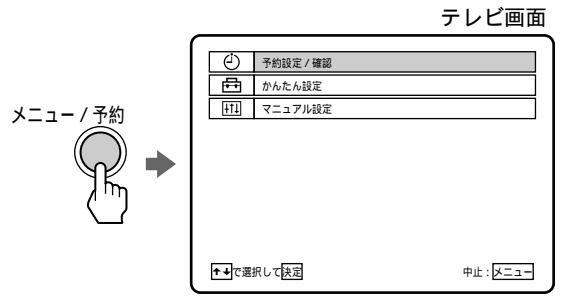 テレビ画面
予約設定 / 確認
かんたん設定
マニュアル設定
メニュー / 予約
↑↓で選択して決定
中止 : メニュー